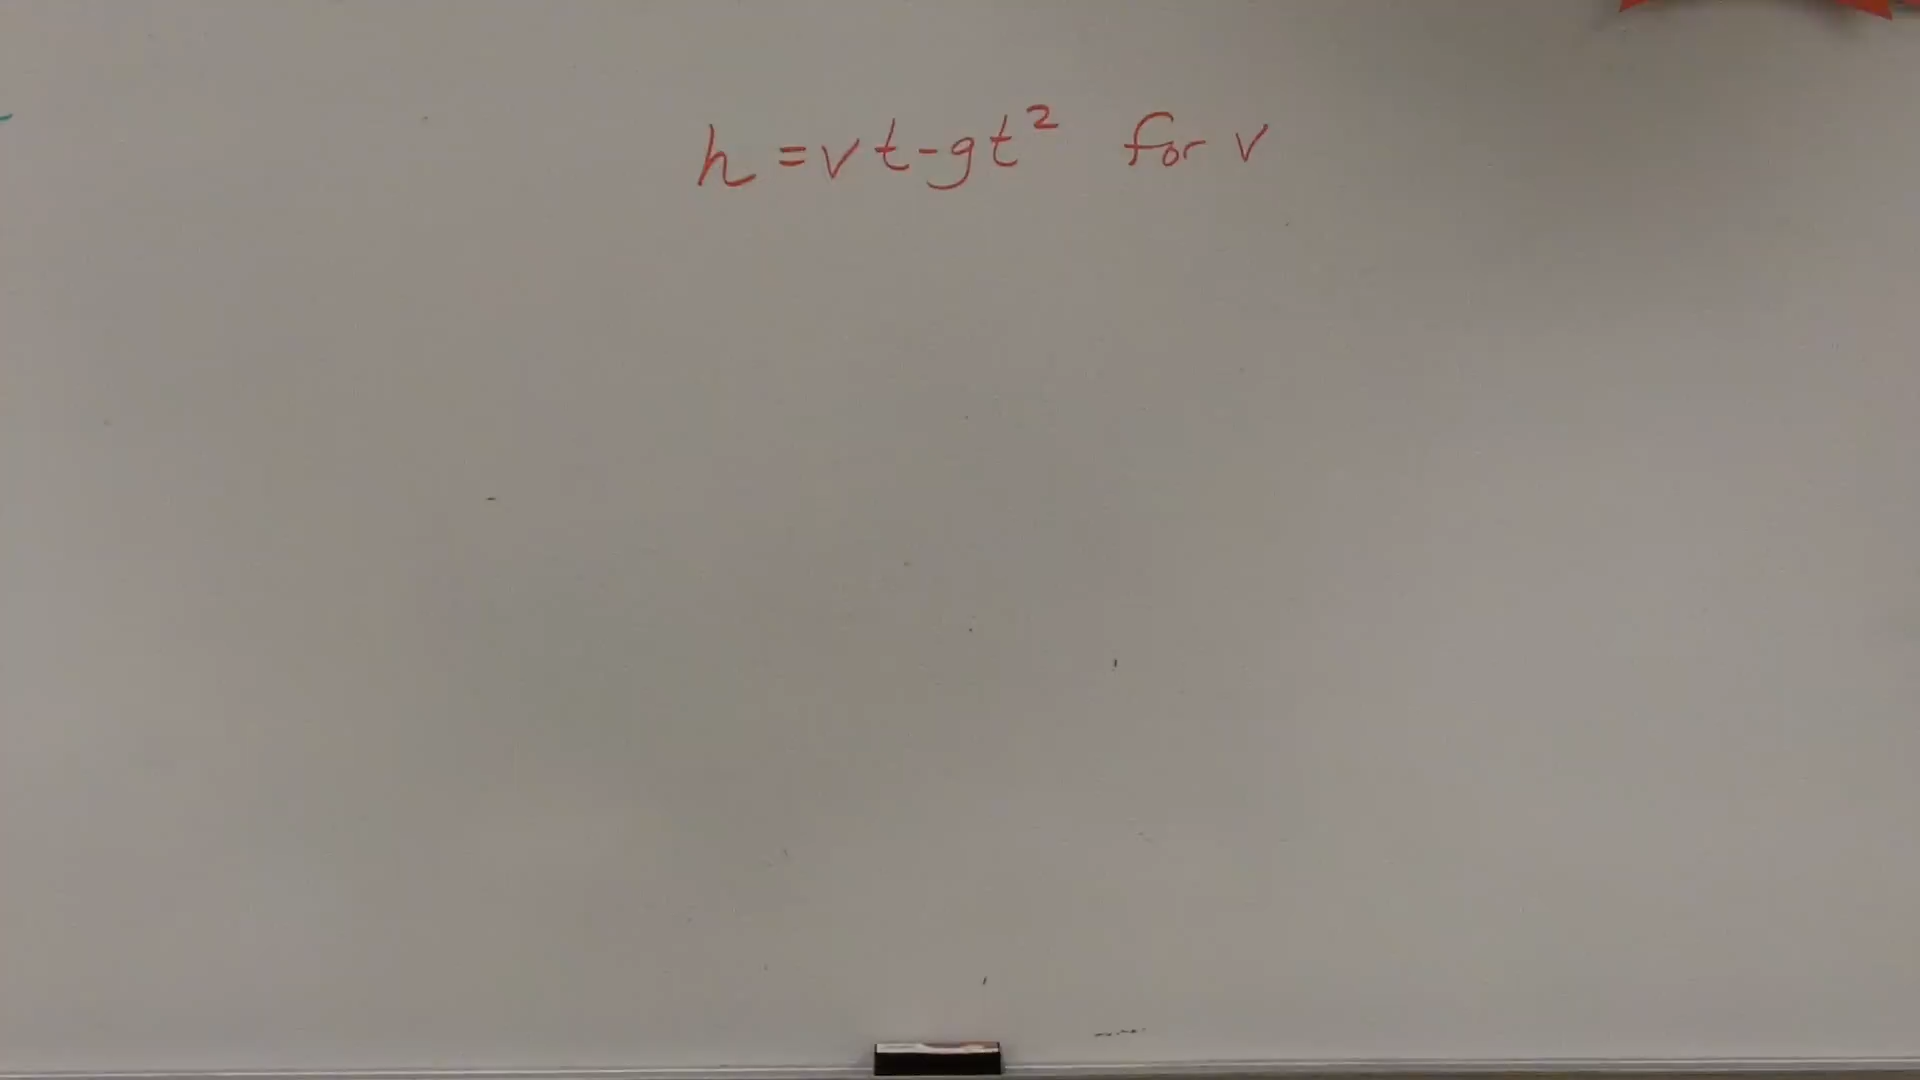 h = vt - gt² for v